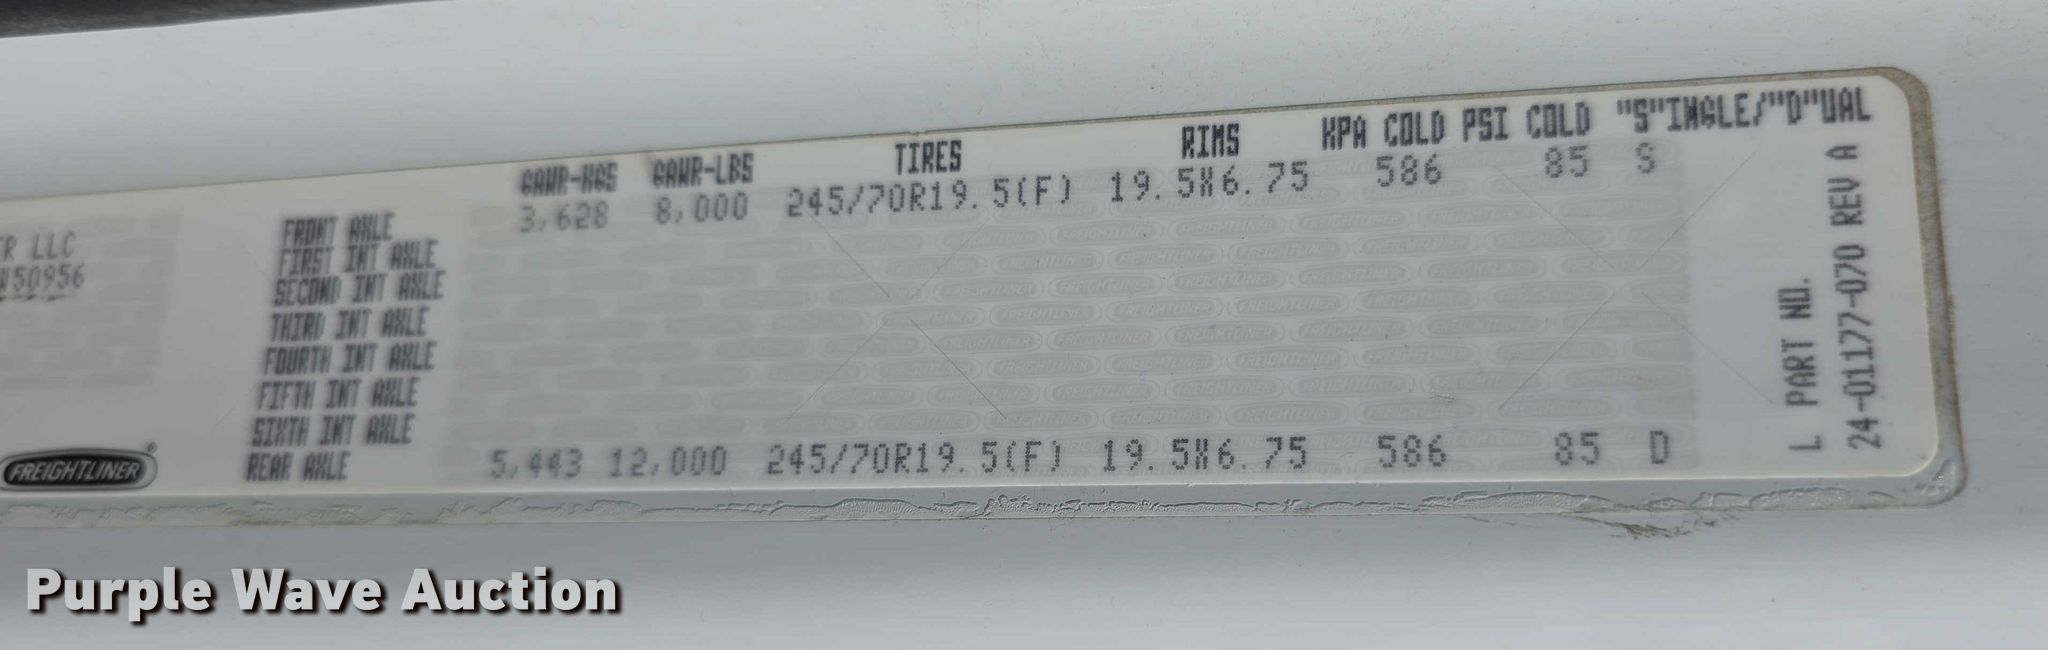 GAWR-KGS GAWR-LBS TIRES RIMS KPA COLD PSI COLD "S"INGLE/"D"UAL
FRONT AXLE 3,628 8,000 245/70R19.5(F) 19.5X6.75 586 85 S
FIRST INT AXLE
SECOND INT AXLE
THIRD INT AXLE
FOURTH INT AXLE
FIFTH INT AXLE
SIXTH INT AXLE
REAR AXLE 5,443 12,000 245/70R19.5(F) 19.5X6.75 586 85 D
LLC
50956
FREIGHTLINER
L PART NO.
24-01177-070 REV A
Purple Wave Auction